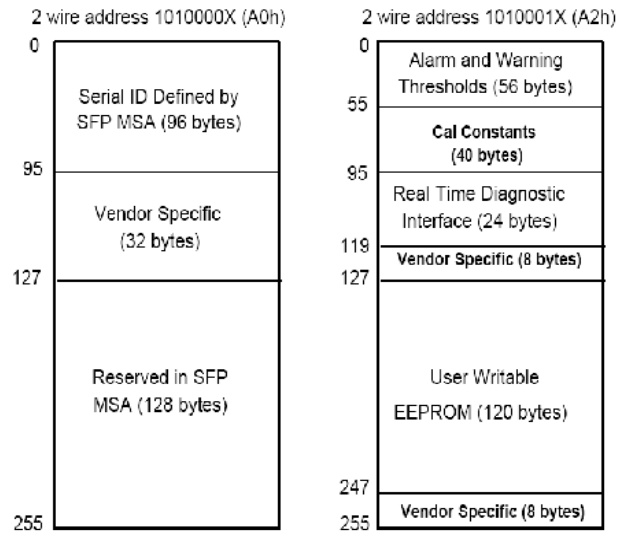 2 wire address 1010000X (A0h)
0
Serial ID Defined by
SFP MSA (96 bytes)
95
Vendor Specific
(32 bytes)
127
Reserved in SFP
MSA (128 bytes)
255
2 wire address 1010001X (A2h)
0
Alarm and Warning
Thresholds (56 bytes)
55
Cal Constants
(40 bytes)
95
Real Time Diagnostic
Interface (24 bytes)
119
Vendor Specific (8 bytes)
127
User Writable
EEPROM (120 bytes)
247
Vendor Specific (8 bytes)
255